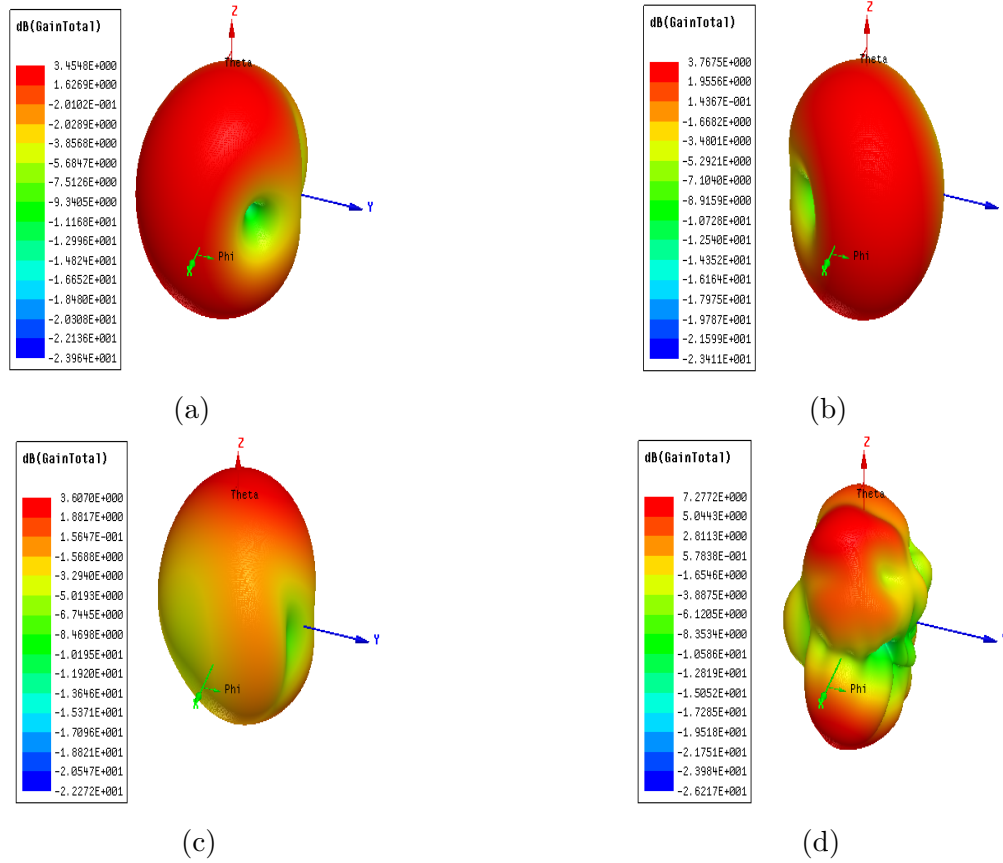 dB(GainTotal)
3.4548E+000
1.6269E+000
-2.0102E-001
-2.0289E+000
-3.8568E+000
-5.6847E+000
-7.5126E+000
-9.3405E+000
-1.1168E+001
-1.2996E+001
-1.4824E+001
-1.6652E+001
-1.8480E+001
-2.0308E+001
-2.2136E+001
-2.3964E+001
Z
Theta
Y
Phi
X
(a)
dB(GainTotal)
3.7675E+000
1.9556E+000
1.4367E-001
-1.6682E+000
-3.4801E+000
-5.2921E+000
-7.1040E+000
-8.9159E+000
-1.0728E+001
-1.2540E+001
-1.4352E+001
-1.6164E+001
-1.7975E+001
-1.9787E+001
-2.1599E+001
-2.3411E+001
Z
Theta
Phi
X
(b)
dB(GainTotal)
3.6070E+000
1.8817E+000
1.5647E-001
-1.5688E+000
-3.2940E+000
-5.0193E+000
-6.7445E+000
-8.4698E+000
-1.0195E+001
-1.1920E+001
-1.3646E+001
-1.5371E+001
-1.7096E+001
-1.8821E+001
-2.0547E+001
-2.2272E+001
Z
Theta
Y
Phi
X
(c)
dB(GainTotal)
7.2772E+000
5.0443E+000
2.8113E+000
5.7838E-001
-1.6546E+000
-3.8875E+000
-6.1205E+000
-8.3534E+000
-1.0586E+001
-1.2819E+001
-1.5052E+001
-1.7285E+001
-1.9518E+001
-2.1751E+001
-2.3984E+001
-2.6217E+001
Z
Theta
Phi
X
(d)